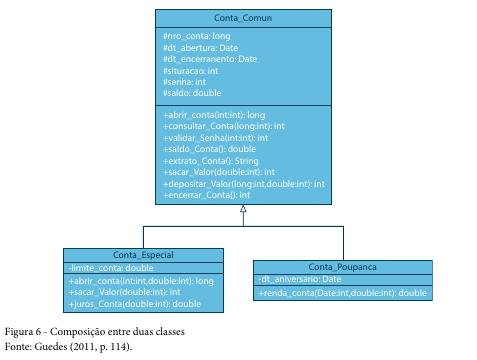 Conta_Comun
#nro_conta: long
#dt_abertura: Date
#dt_encerranento: Date
#situracao: int
#senha: int
#saldo: double
+abrir_conta(int:int): long
+consultar_Conta(long:int): int
+validar_Senha(int:int): int
+saldo_Conta(): double
+extrato_Conta(): String
+sacar_Valor(double:int): int
+depositar_Valor(long:int,double:int): int
+encerrar_Conta(): int
Conta_Especial
-limite_conta: double
+abrir_conta(int:int,double:int): long
+sacar_Valor(double:int): int
+juros_Conta(double:int): double
Conta_Poupanca
-dt_aniversario: Date
+renda_conta(Date:int,double:int): double
Figura 6 - Composição entre duas classes
Fonte: Guedes (2011, p. 114).